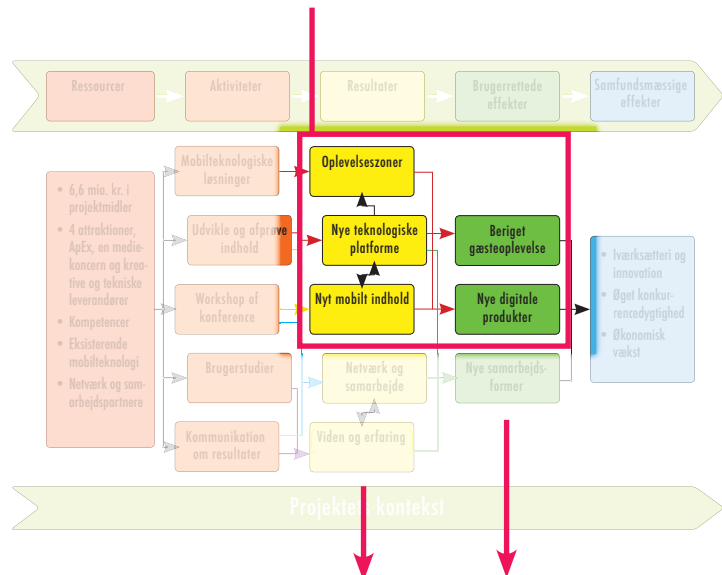 Ressourcer
Aktiviteter
Resultater
Brugerrettede
effekter
Samfundsmæssige
effekter
• 6,6 mio. kr. i
projektmidler
• 4 attraktioner,
ApEx, en medie-
koncern og krea-
tive og tekniske
leverandører
• Kompetencer
• Eksisterende
mobilteknologi
• Netværk og sam-
arbejdspartnere
Mobilteknologiske
løsninger
Udvikle og afprøve
indhold
Workshop of
konference
Brugerstudier
Kommunikation
om resultater
Oplevelseszoner
Nye teknologiske
platforme
Nyt mobilt indhold
Netværk og
samarbejde
Viden og erfaring
Beriget
gæsteoplevelse
Nye digitale
produkter
Nye samarbejds-
former
• Iværksætteri og
innovation
• Øget konkur-
rencedygtighed
• Økonomisk
vækst
Projektets kontekst